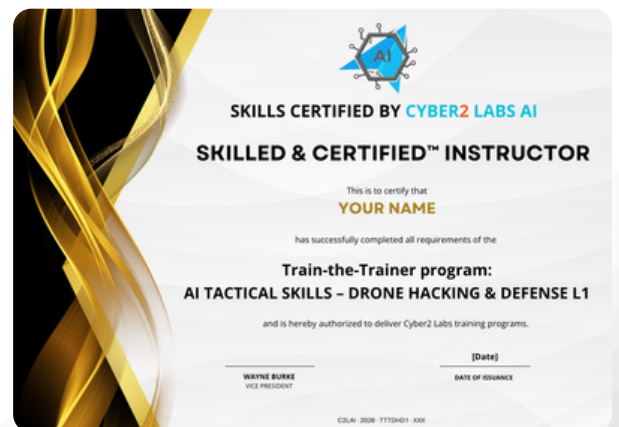 AI
SKILLS CERTIFIED BY CYBER2 LABS AI
SKILLED & CERTIFIED™ INSTRUCTOR
This is to certify that
YOUR NAME
has successfully completed all requirements of the
Train-the-Trainer program:
AI TACTICAL SKILLS – DRONE HACKING & DEFENSE L1
and is hereby authorized to deliver Cyber2 Labs training programs.
[Date]
WAYNE BURKE
VICE PRESIDENT
DATE OF ISSUANCE
C2LAI · 2026 · TTTDHD1 · XXX